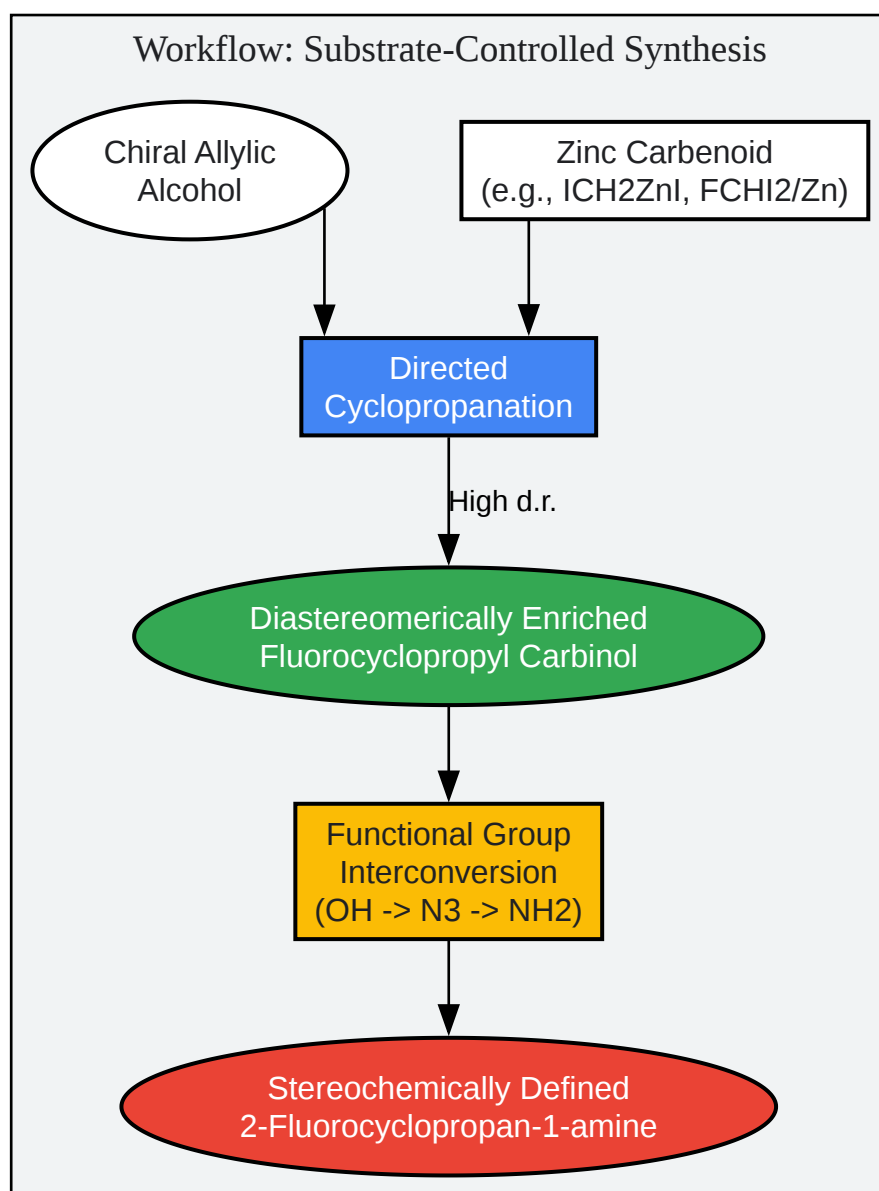 Workflow: Substrate-Controlled Synthesis
Chiral Allylic
Alcohol
Zinc Carbenoid
(e.g., ICH2ZnI, FCHI2/Zn)
Directed
Cyclopropanation
High d.r.
Diastereomerically Enriched
Fluorocyclopropyl Carbinol
Functional Group
Interconversion
(OH -> N3 -> NH2)
Stereochemically Defined
2-Fluorocyclopropan-1-amine